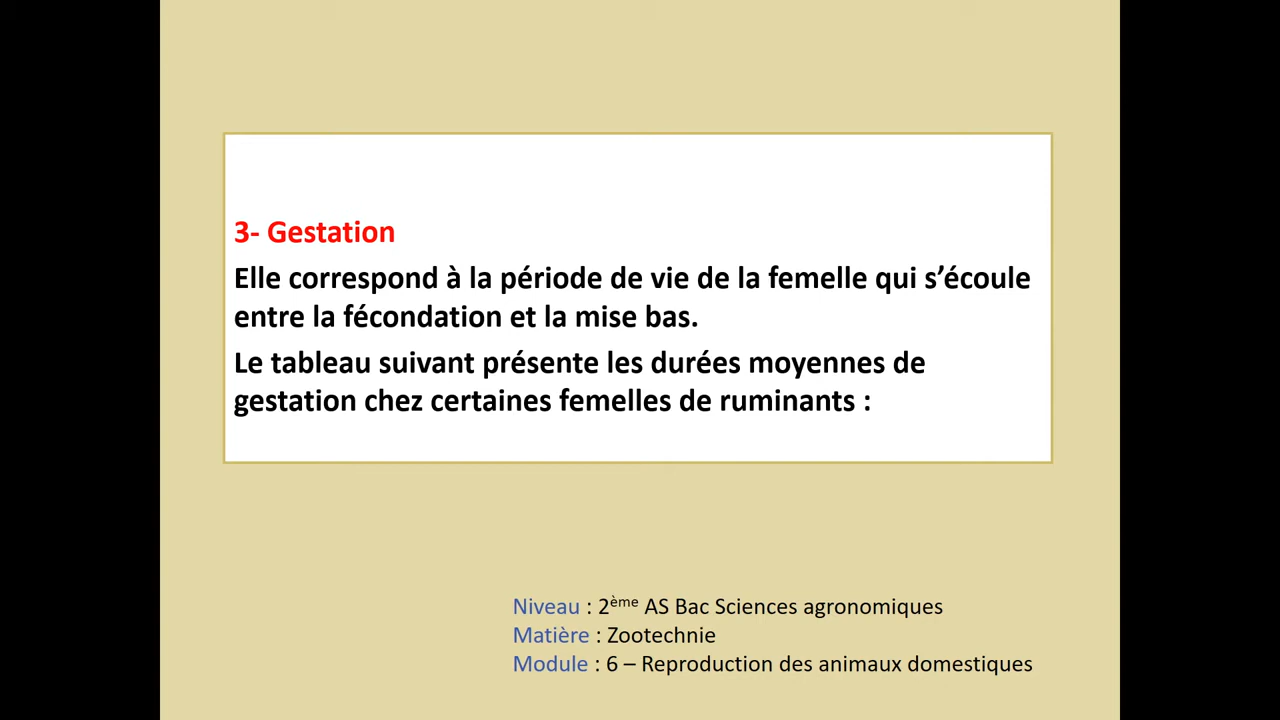 3- Gestation
Elle correspond à la période de vie de la femelle qui s’écoule
entre la fécondation et la mise bas.
Le tableau suivant présente les durées moyennes de
gestation chez certaines femelles de ruminants :
Niveau : 2ème AS Bac Sciences agronomiques
Matière : Zootechnie
Module : 6 – Reproduction des animaux domestiques